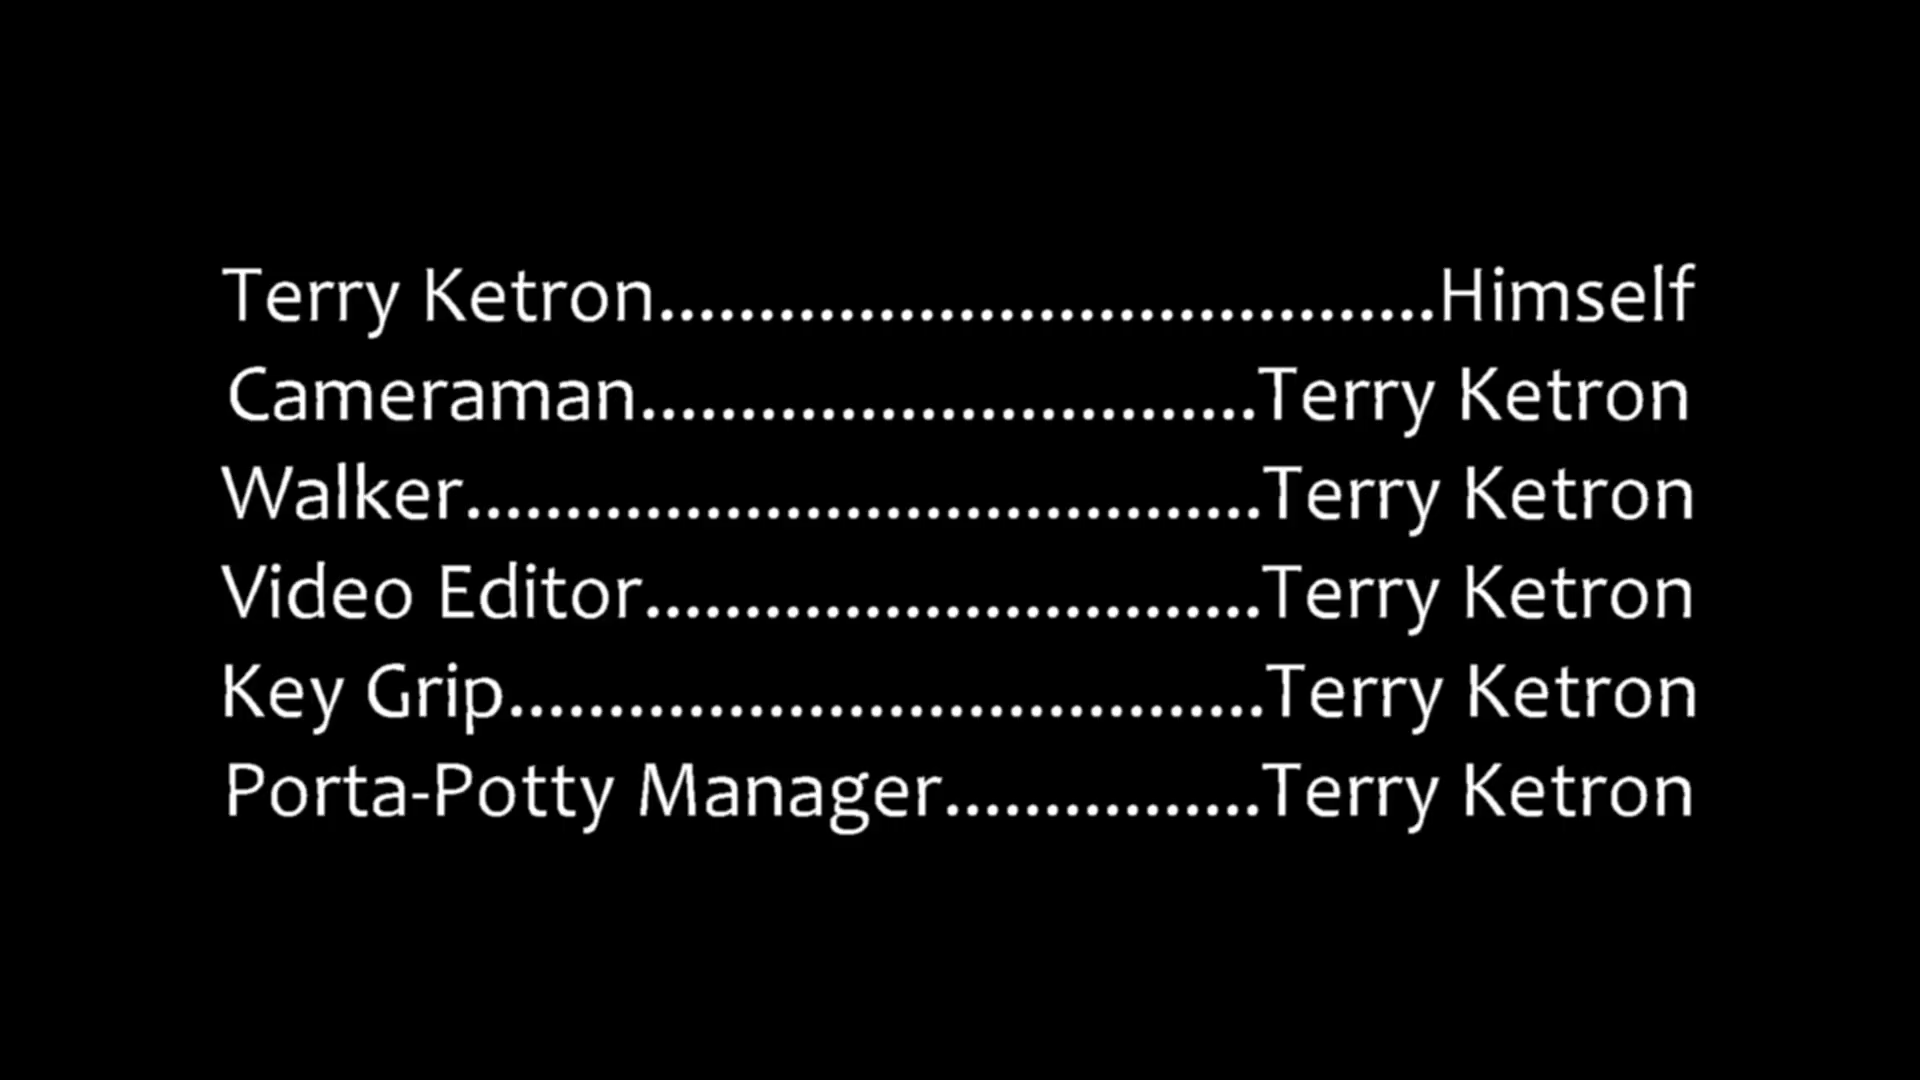 Terry Ketron.......................................Himself
Cameraman...............................Terry Ketron
Walker........................................Terry Ketron
Video Editor...............................Terry Ketron
Key Grip......................................Terry Ketron
Porta-Potty Manager................Terry Ketron